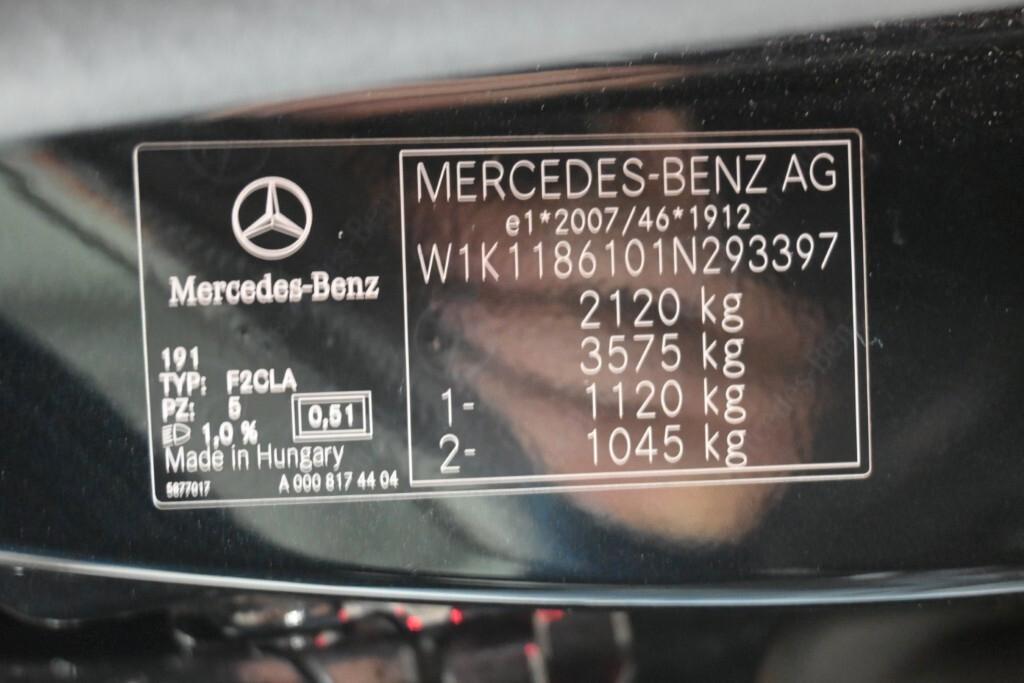 Mercedes-Benz
191
TYP: F2CLA
PZ: 5
1,0 % 0,51
Made in Hungary
5877017 A 000 817 44 04
MERCEDES-BENZ AG
e1*2007/46*1912
W1K1186101N293397
2120 kg
3575 kg
1- 1120 kg
2- 1045 kg